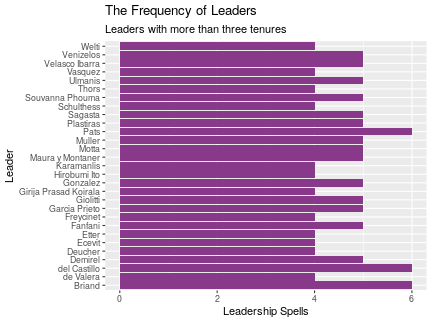 The Frequency of Leaders
Leaders with more than three tenures
Leader
Welti
Venizelos
Velasco Ibarra
Vasquez
Ulmanis
Thors
Souvanna Phouma
Schulthess
Sagasta
Plastiras
Pats
Muller
Motta
Maura y Montaner
Karamanlis
Hirobumi Ito
Gonzalez
Girija Prasad Koirala
Giolitti
Garcia Prieto
Freycinet
Fanfani
Etter
Ecevit
Deucher
Demirel
del Castillo
de Valera
Briand
0 2 4 6
Leadership Spells